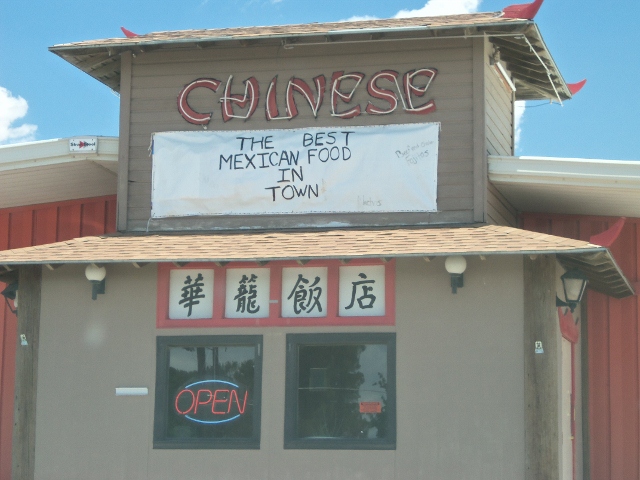 CHINESE
THE BEST
MEXICAN FOOD
IN
TOWN
華龍飯店
OPEN